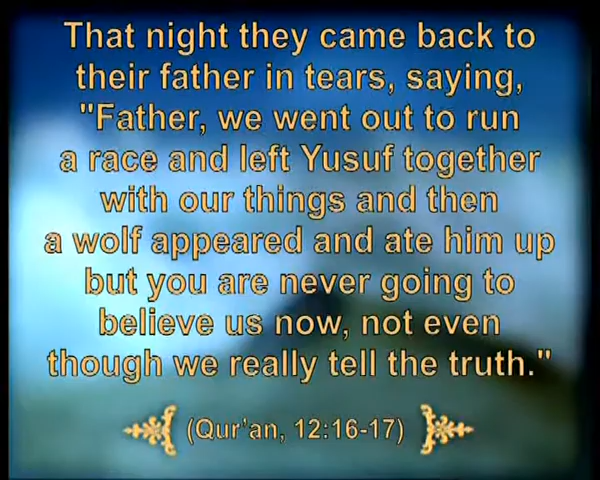 That night they came back to
their father in tears, saying,
"Father, we went out to run
a race and left Yusuf together
with our things and then
a wolf appeared and ate him up
but you are never going to
believe us now, not even
though we really tell the truth."
(Qur'an, 12:16-17)